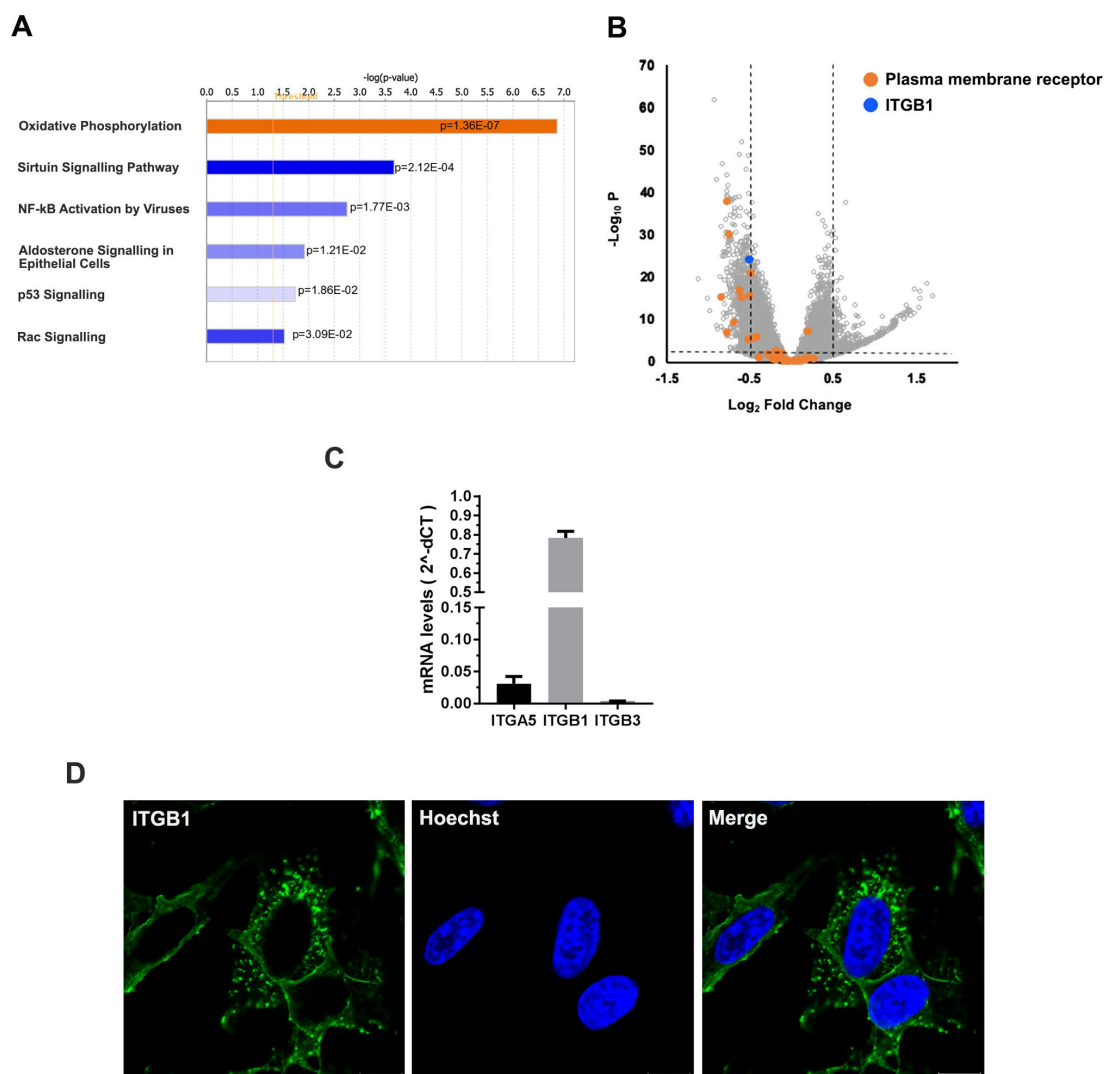 A
-log(p-value)
0.0 0.5 1.0 1.5 2.0 2.5 3.0 3.5 4.0 4.5 5.0 5.5 6.0 6.5 7.0
Threshold
Oxidative Phosphorylation
p=1.36E-07
Sirtuin Signalling Pathway
p=2.12E-04
NF-kB Activation by Viruses
p=1.77E-03
Aldosterone Signalling in
Epithelial Cells
p=1.21E-02
p53 Signalling
p=1.86E-02
Rac Signalling
p=3.09E-02
B
70
60
50
40
30
20
10
0
-Log10 P
-1.5 -0.5 0.5 1.5
Log2 Fold Change
Plasma membrane receptor
ITGB1
C
mRNA levels ( 2^-dCT )
1.0
0.9
0.8
0.7
0.6
0.5
0.15
0.10
0.05
0.00
ITGA5 ITGB1 ITGB3
D
ITGB1
Hoechst
Merge